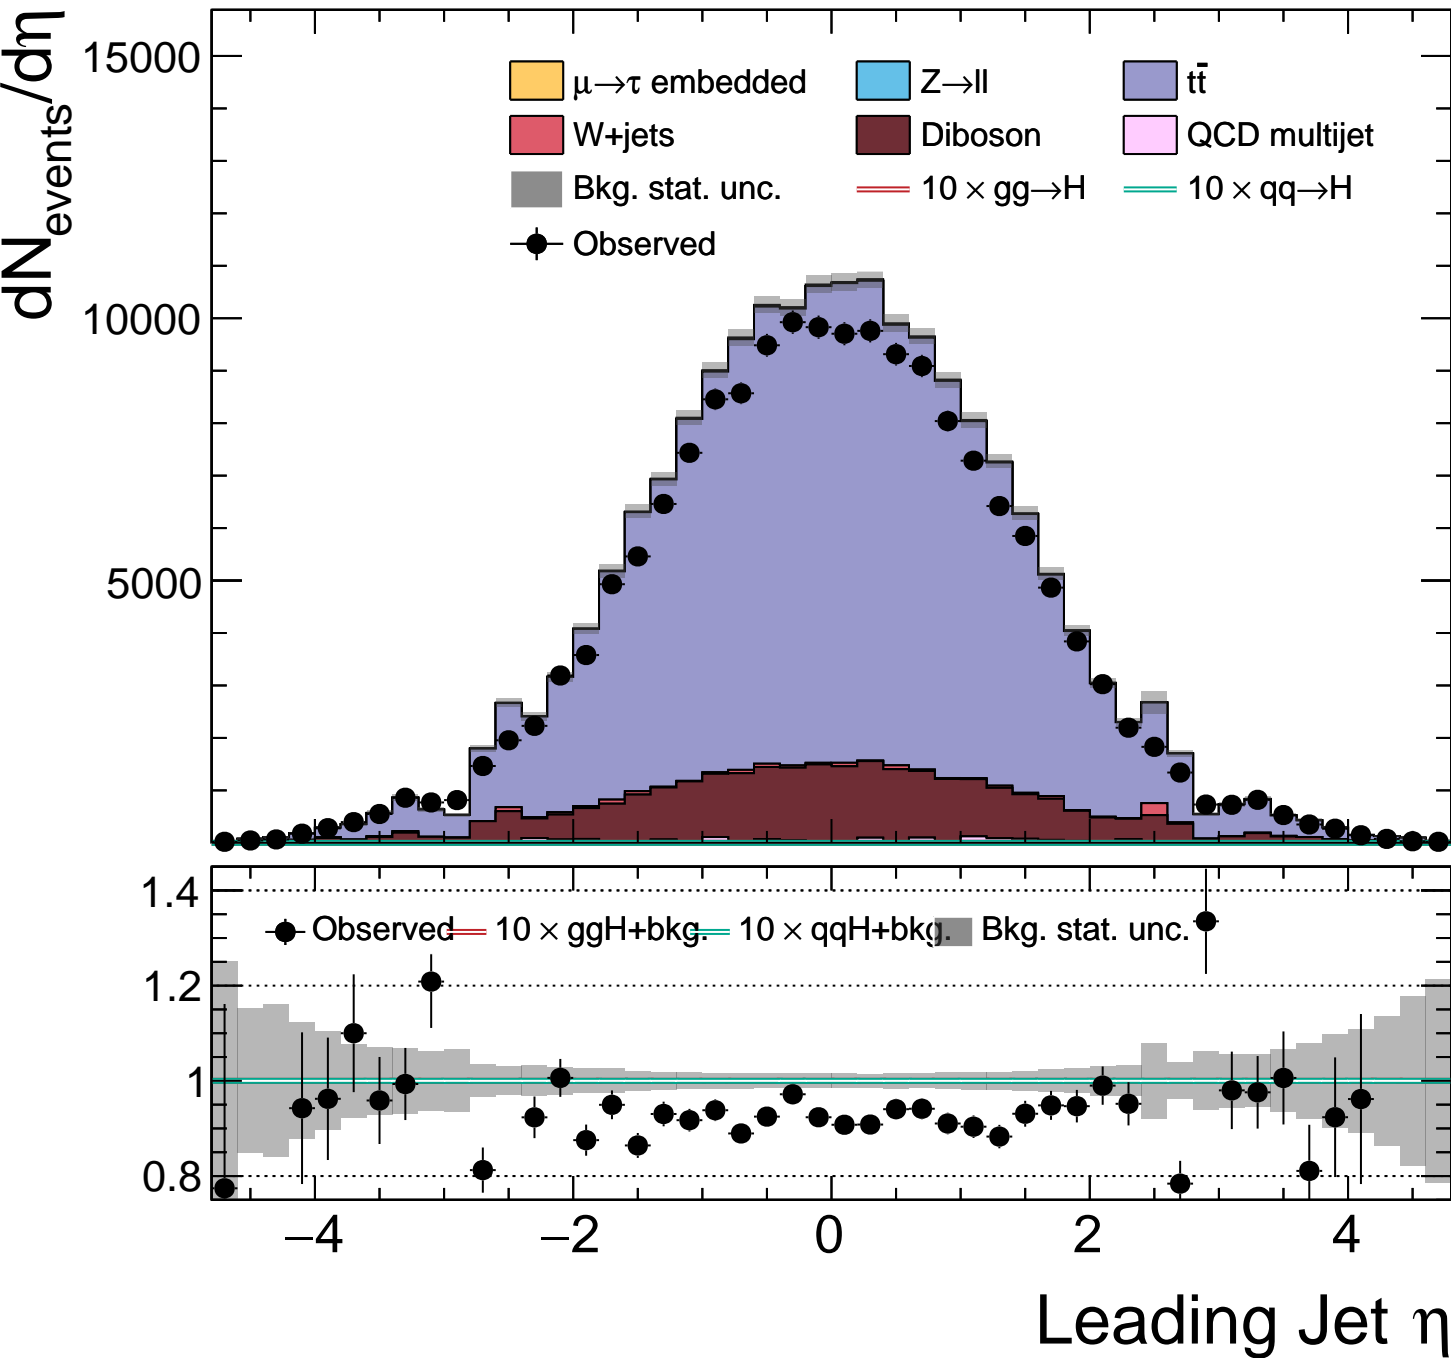 dN_events/dη
15000
10000
5000
μ→τ embedded Z→ll tt̄
W+jets Diboson QCD multijet
Bkg. stat. unc. 10 × gg→H 10 × qq→H
Observed
1.4
1.2
1
0.8
Observed 10 × ggH+bkg. 10 × qqH+bkg. Bkg. stat. unc.
−4 −2 0 2 4
Leading Jet η